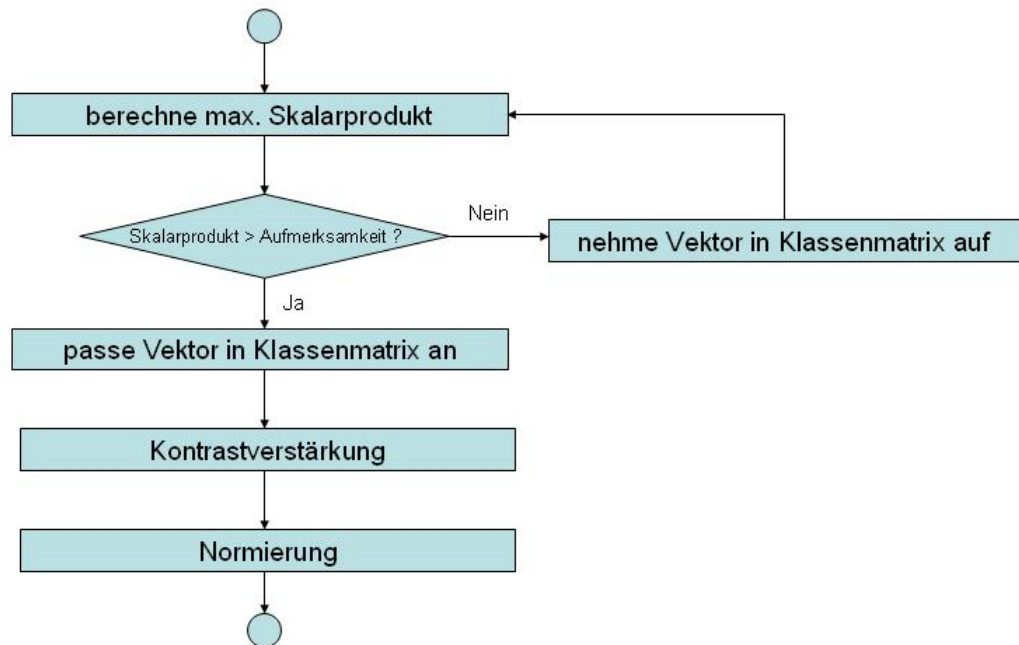 berechne max. Skalarprodukt
Skalarprodukt > Aufmerksamkeit ?
Nein
nehme Vektor in Klassenmatrix auf
Ja
passe Vektor in Klassenmatrix an
Kontrastverstärkung
Normierung